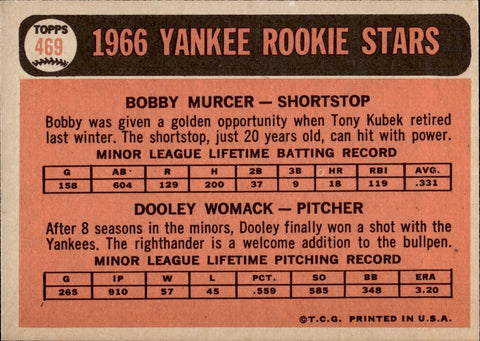 TOPPS
469
1966 YANKEE ROOKIE STARS
BOBBY MURCER — SHORTSTOP
Bobby was given a golden opportunity when Tony Kubek retired
last winter. The shortstop, just 20 years old, can hit with power.
MINOR LEAGUE LIFETIME BATTING RECORD
G AB R H 2B 3B HR RBI AVG.
158 604 129 200 37 9 18 119 .331
DOOLEY WOMACK — PITCHER
After 8 seasons in the minors, Dooley finally won a shot with the
Yankees. The righthander is a welcome addition to the bullpen.
MINOR LEAGUE LIFETIME PITCHING RECORD
G IP W L PCT. SO BB ERA
265 910 57 45 .559 585 348 3.20
©T.C.G. PRINTED IN U.S.A.